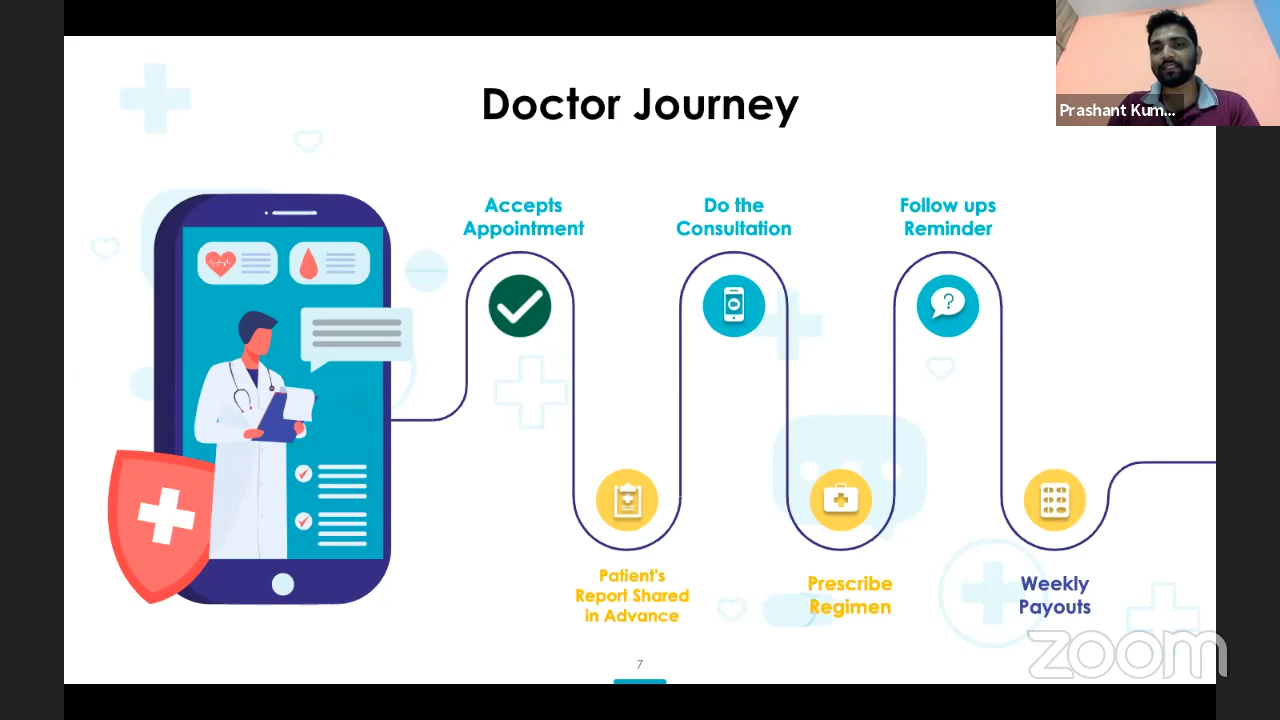 Doctor Journey
Prashant Kum...
Accepts
Appointment
Do the
Consultation
Follow ups
Reminder
?
Patient's
Report Shared
in Advance
Prescribe
Regimen
Weekly
Payouts
zoom
7